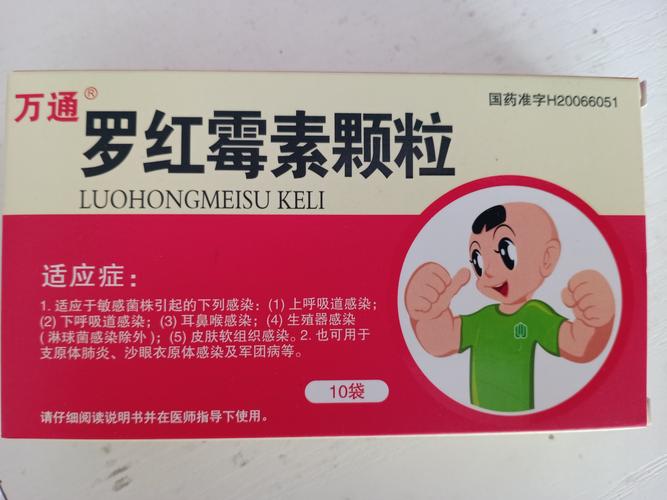 万通®
国药准字H20066051
罗红霉素颗粒
LUOHONGMEISU KELI
适应症：
1. 适应于敏感菌株引起的下列感染：(1) 上呼吸道感染；
(2) 下呼吸道感染；(3) 耳鼻喉感染；(4) 生殖器感染
(淋球菌感染除外)；(5) 皮肤软组织感染。2. 也可用于
支原体肺炎、沙眼衣原体感染及军团病等。
10袋
请仔细阅读说明书并在医师指导下使用。